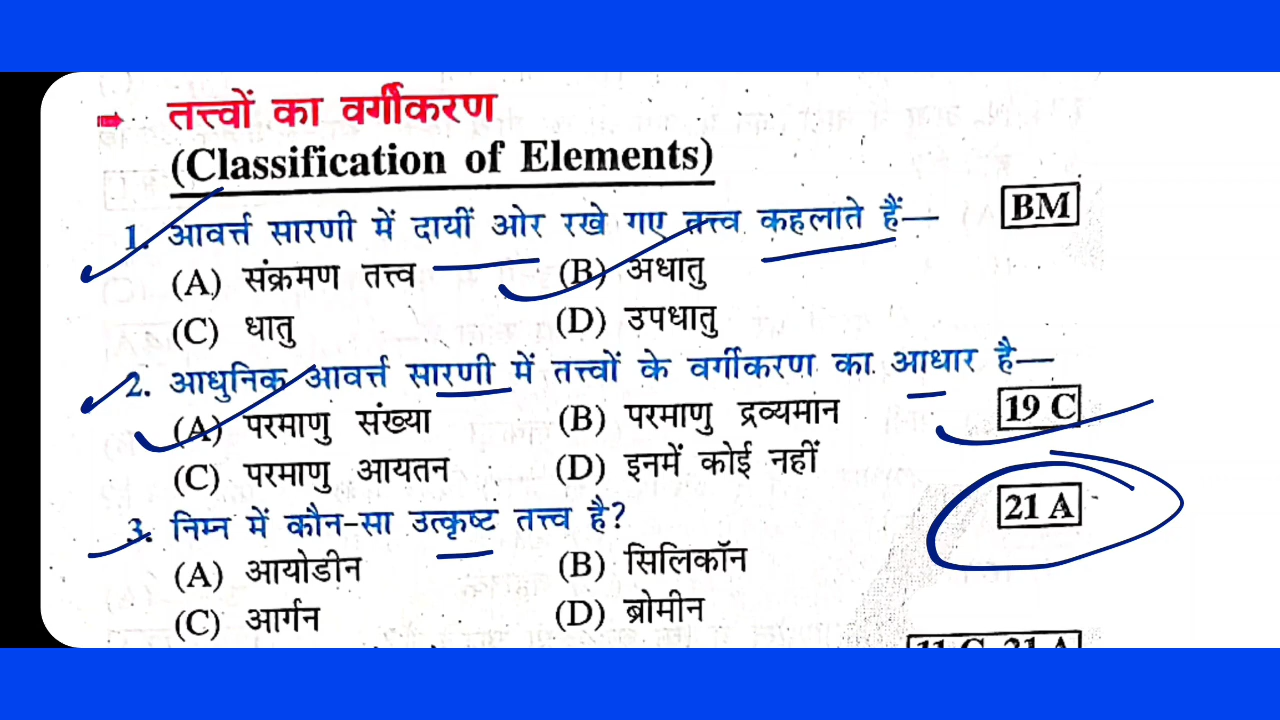 ➡ तत्त्वों का वर्गीकरण
(Classification of Elements)
1. आवर्त्त सारणी में दायीं ओर रखे गए तत्त्व कहलाते हैं— BM
(A) संक्रमण तत्त्व (B) अधातु
(C) धातु (D) उपधातु
2. आधुनिक आवर्त्त सारणी में तत्त्वों के वर्गीकरण का आधार है—
(A) परमाणु संख्या (B) परमाणु द्रव्यमान 19 C
(C) परमाणु आयतन (D) इनमें कोई नहीं
21 A
3. निम्न में कौन-सा उत्कृष्ट तत्त्व है?
(A) आयोडीन (B) सिलिकॉन
(C) आर्गन (D) ब्रोमीन
11 C, 21 A